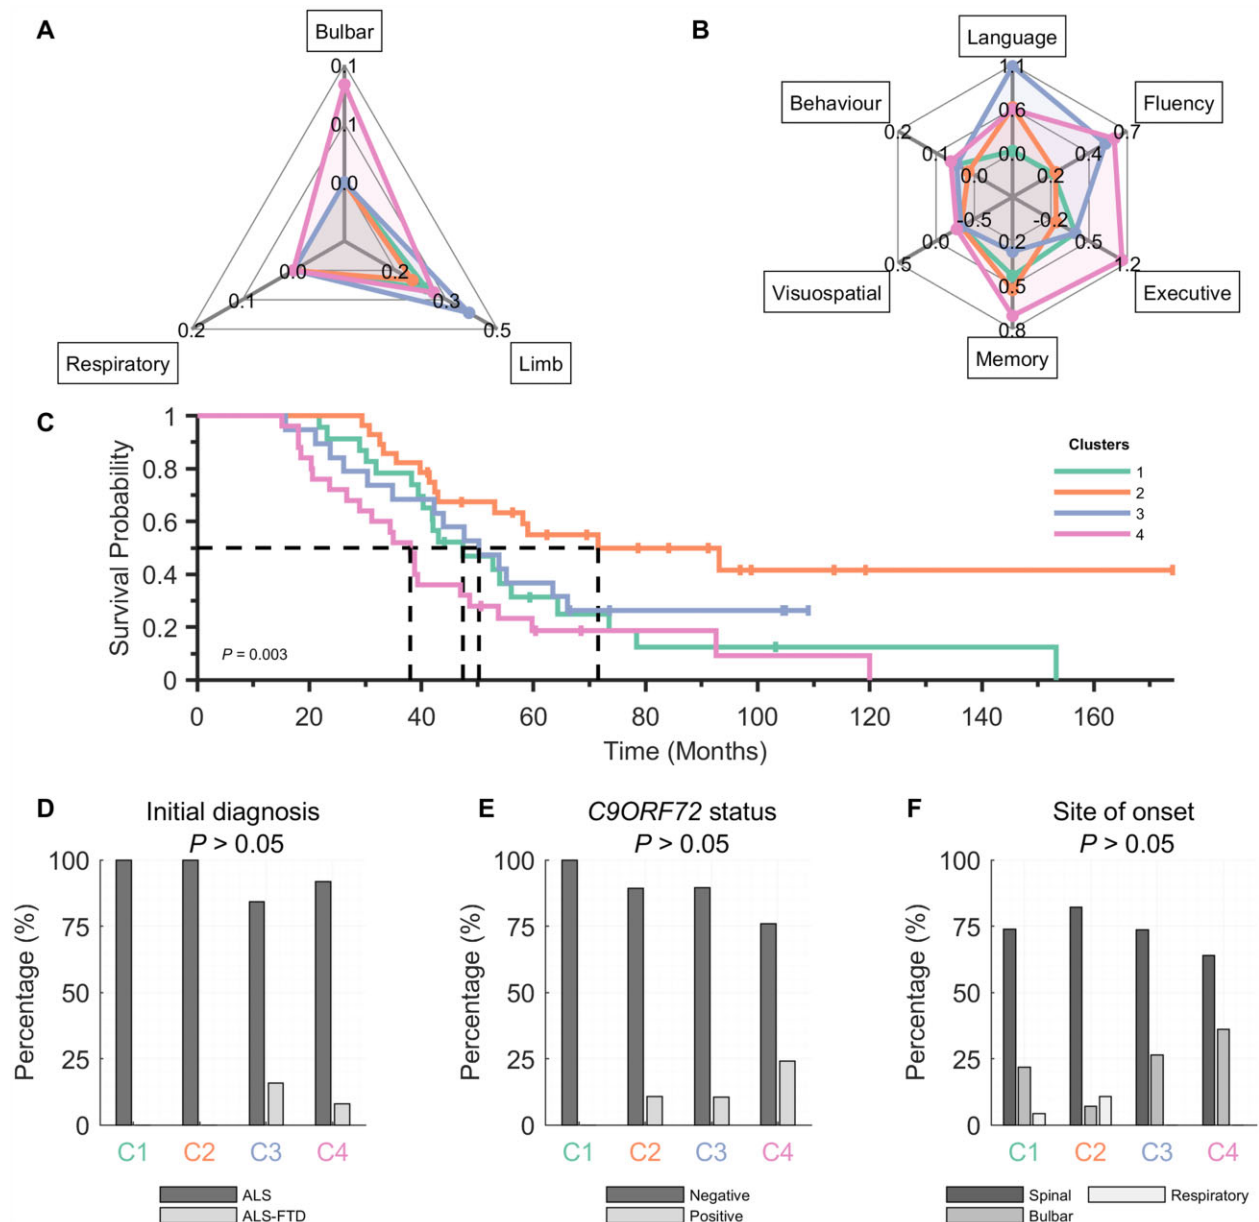 A
Bulbar
0.1
0.1
0.0
0.0
0.2
0.1
0.3
0.2
0.5
Respiratory
Limb
B
Language
1.1
Behaviour
Fluency
0.6
0.2
0.7
0.1
0.0
0.4
0.0
0.2
-0.5
-0.2
0.0
0.2
0.5
0.5
0.5
1.2
Visuospatial
Executive
0.8
Memory
C
Survival Probability
1
0.8
0.6
0.4
0.2
0
P = 0.003
Clusters
1
2
3
4
0 20 40 60 80 100 120 140 160
Time (Months)
D
Initial diagnosis
P > 0.05
Percentage (%)
100
75
50
25
0
C1 C2 C3 C4
ALS
ALS-FTD
E
C9ORF72 status
P > 0.05
Percentage (%)
100
75
50
25
0
C1 C2 C3 C4
Negative
Positive
F
Site of onset
P > 0.05
Percentage (%)
100
75
50
25
0
C1 C2 C3 C4
Spinal Respiratory
Bulbar